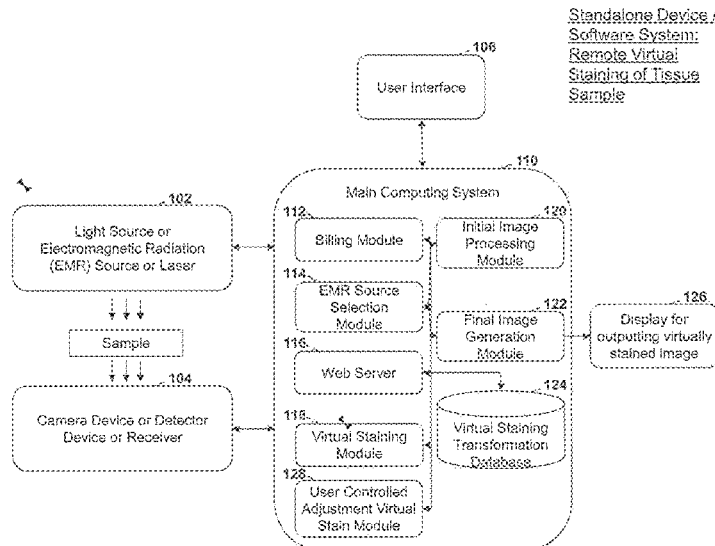 Standalone Device /
Software System:
Remote Virtual
Staining of Tissue
Sample
106
User Interface
110
Main Computing System
102
Light Source or
Electromagnetic Radiation
(EMR) Source or Laser
Sample
104
Camera Device or Detector
Device or Receiver
112
Billing Module
114
EMR Source
Selection
Module
116
Web Server
118
Virtual Staining
Module
128
User Controlled
Adjustment Virtual
Stain Module
120
Initial Image
Processing
Module
122
Final Image
Generation
Module
124
Virtual Staining
Transformation
Database
126
Display for
outputting virtually
stained image